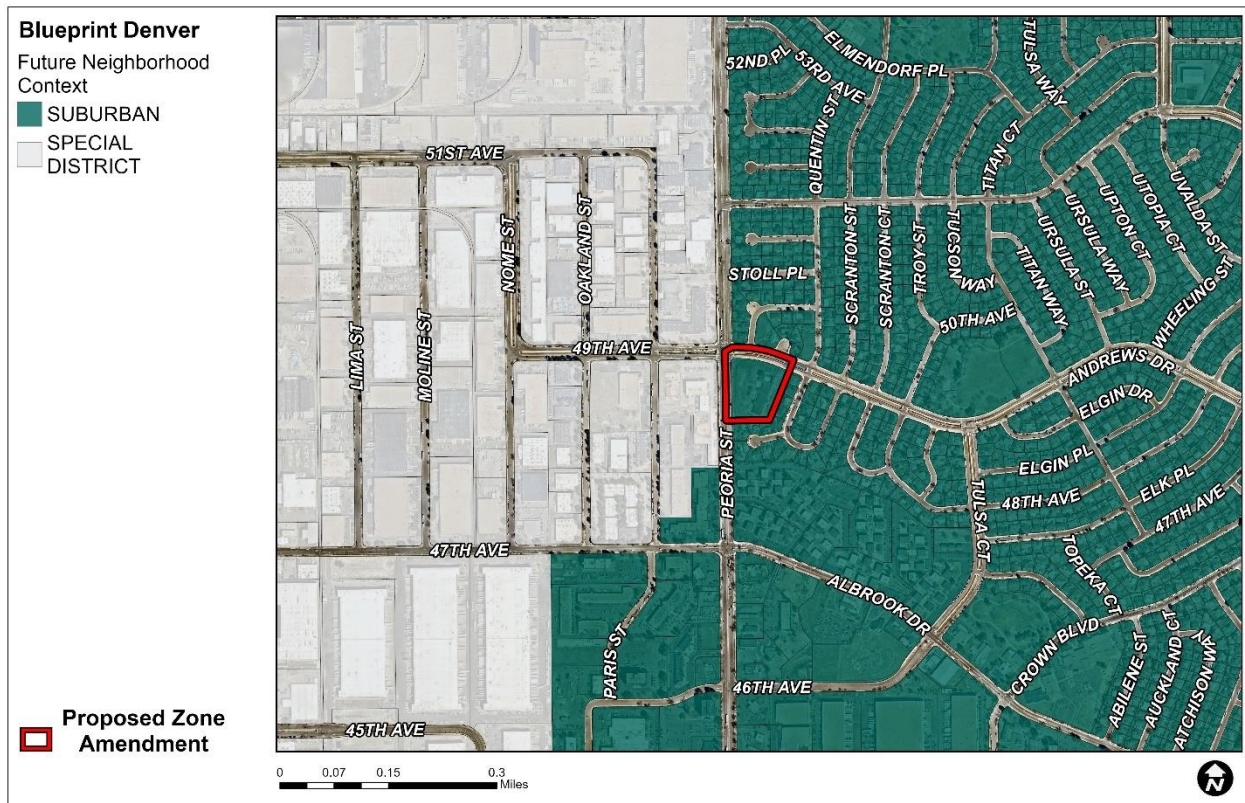 Blueprint Denver
Future Neighborhood
Context
SUBURBAN
SPECIAL
DISTRICT
Proposed Zone
Amendment
52ND PL
53RD AVE
ELMENDORF PL
TULSA WAY
51ST AVE
QUENTIN ST
TITAN CT
NOME ST
OAKLAND ST
SCRANTON ST
SCRANTON CT
TROY ST
TUCSON WAY
TITAN WAY
URSULA ST
URSULA WAY
UPTON CT
UTOPIA CT
UVALDA ST
STOLL PL
50TH AVE
WHEELING ST
LIMA ST
MOLINE ST
49TH AVE
ANDREWS DR
ELGIN DR
PEORIA ST
ELGIN PL
ELK PL
48TH AVE
47TH AVE
TULSA CT
47TH AVE
TOPEKA CT
ALBROOK DR
CROWN BLVD
PARIS ST
46TH AVE
ABILENE ST
AUCKLAND CT
ATCHISON WAY
45TH AVE
0 0.07 0.15 0.3
Miles
N